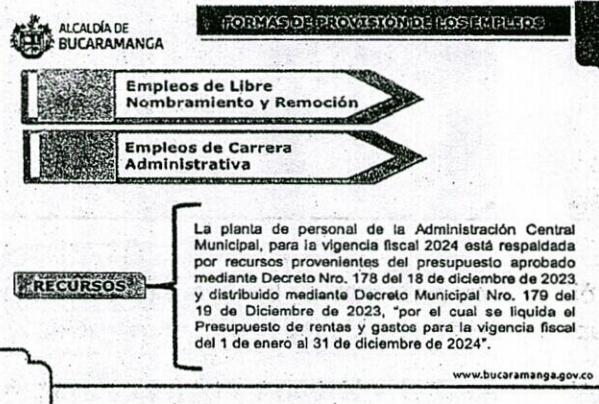 ALCALDÍA DE
BUCARAMANGA
FORMAS DE PROVISIÓN DE LOS EMPLEOS
Empleos de Libre
Nombramiento y Remoción
Empleos de Carrera
Administrativa
RECURSOS
La planta de personal de la Administración Central
Municipal, para la vigencia fiscal 2024 está respaldada
por recursos provenientes del presupuesto aprobado
mediante Decreto Nro. 178 del 18 de diciembre de 2023
y distribuido mediante Decreto Municipal Nro. 179 del
19 de Diciembre de 2023, "por el cual se liquida el
Presupuesto de rentas y gastos para la vigencia fiscal
del 1 de enero al 31 de diciembre de 2024".
www.bucaramanga.gov.co